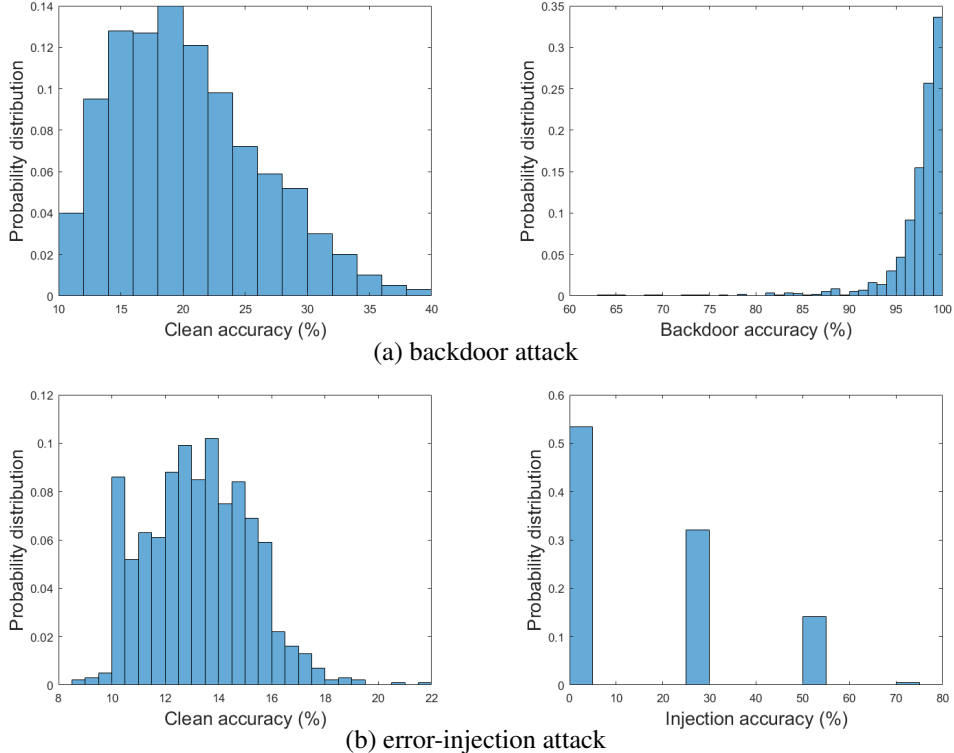 0.14
0.12
0.1
0.08
0.06
0.04
0.02
0
10 15 20 25 30 35 40
Probability distribution
Clean accuracy (%)
0.35
0.3
0.25
0.2
0.15
0.1
0.05
0
60 65 70 75 80 85 90 95 100
Probability distribution
Backdoor accuracy (%)
(a) backdoor attack
0.12
0.1
0.08
0.06
0.04
0.02
0
8 10 12 14 16 18 20 22
Probability distribution
Clean accuracy (%)
0.6
0.5
0.4
0.3
0.2
0.1
0
0 10 20 30 40 50 60 70 80
Probability distribution
Injection accuracy (%)
(b) error-injection attack